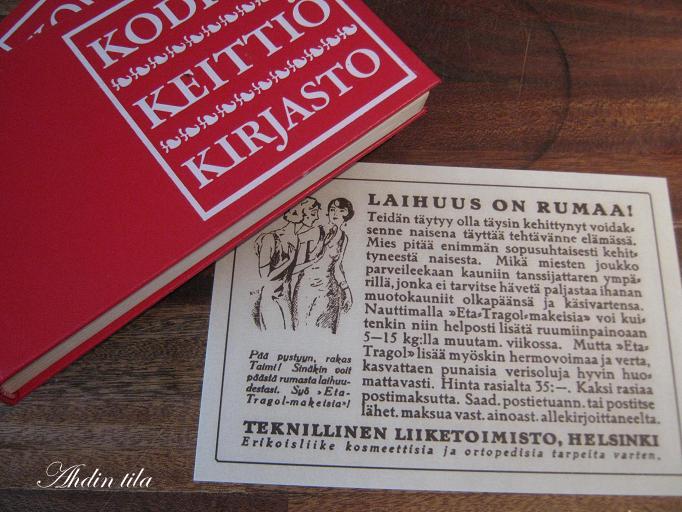 KOD
KEITTIÖ
KIRJASTO
LAIHUUS ON RUMAA!
Teidän täytyy olla täysin kehittynyt voidak-
senne naisena täyttää tehtävänne elämässä.
Mies pitää enimmän sopusuhtaisesti kehit-
tyneestä naisesta. Mikä miesten joukko
parveileekaan kauniin tanssijattaren ympä-
rillä, jonka ei tarvitse hävetä paljastaa ihanan
muotokauniit olkapäänsä ja käsivartensa.
Nauttimalla »Eta-Tragol-makeisia» voi kui-
tenkin niin helposti lisätä ruumiinpainoaan
5–15 kg:lla muutam. viikossa. Mutta »Eta-
Tragol» lisää myöskin hermovoimaa ja verta,
kasvattaen punaisia verisoluja hyvin huo-
mattavasti. Hinta rasialta 35:–. Kaksi rasiaa
postimaksutta. Saad. postietuann. tai postitse
lähet. maksua vast. ainoast. allekirjoittaneelta.
Pää pystyyn, rakas
Taimi! Sinäkin voit
päästä rumasta laihuu-
destasi. Syö »Eta-
Tragol-makeisia»!
TEKNILLINEN LIIKETOIMISTO, HELSINKI
Erikoisliike kosmeettisia ja ortopedisia tarpeita varten.
Ahdin tila